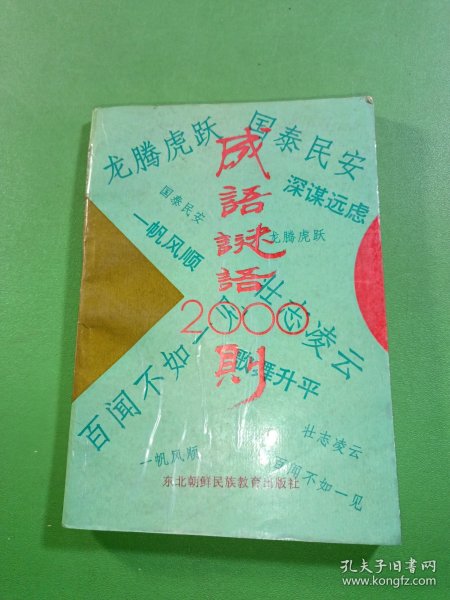 龙腾虎跃
国泰民安
深谋远虑
国泰民安
一帆风顺
龙腾虎跃
成語謎語
2000
則
壮志凌云
百闻不如一见
歌舞升平
壮志凌云
一帆风顺
百闻不如一见
东北朝鲜民族教育出版社
孔夫子旧书网
www.kongfz.com